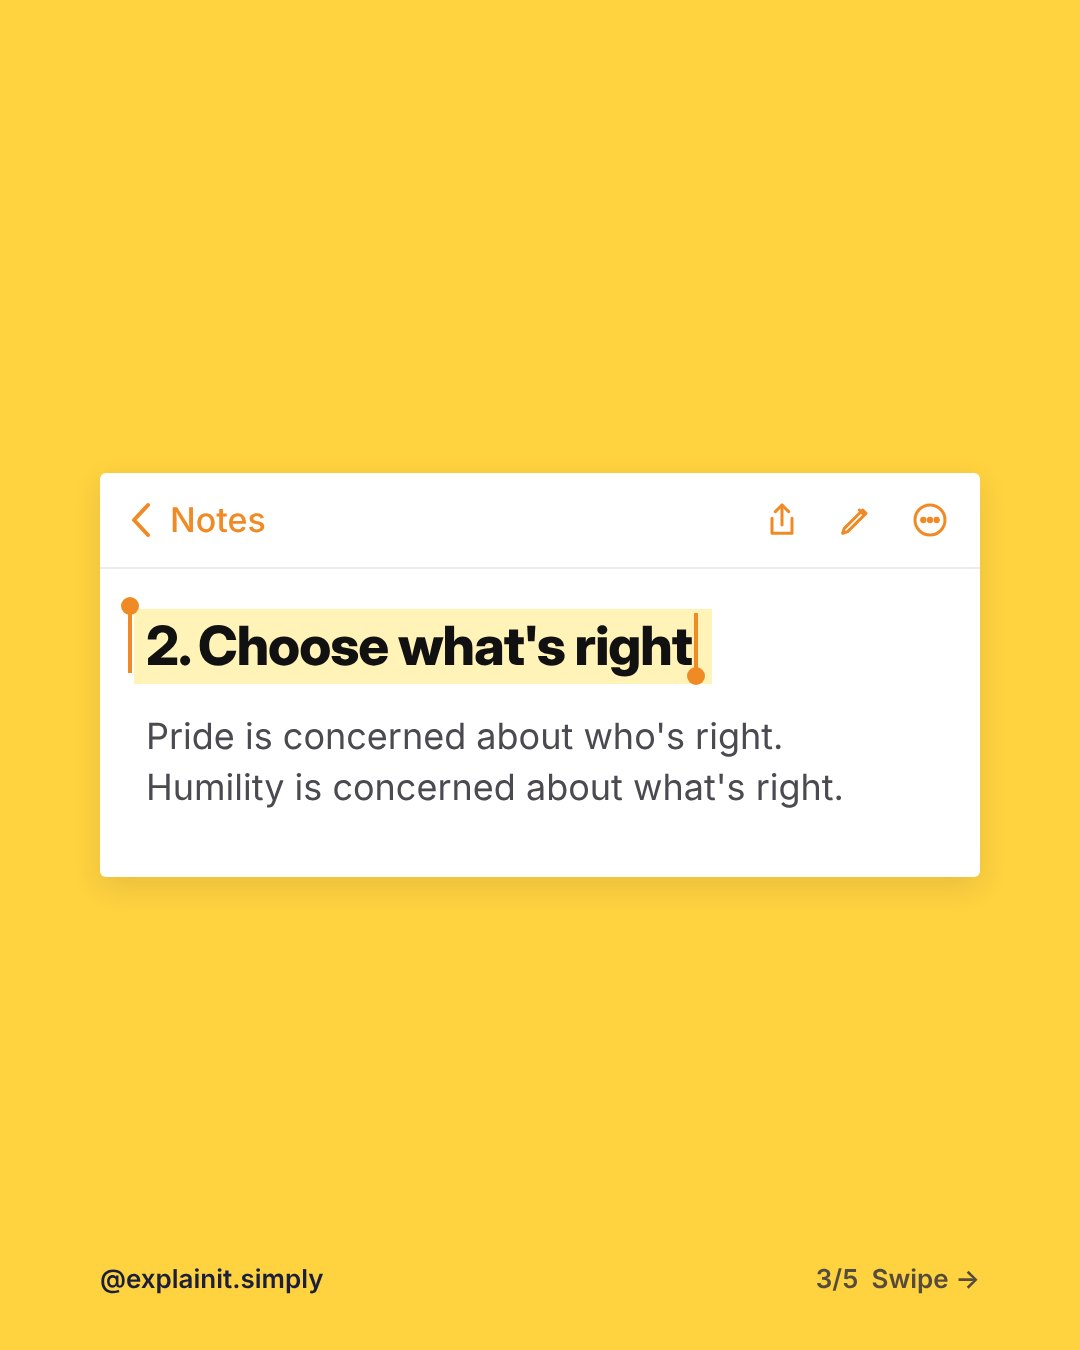 Notes
2. Choose what's right
Pride is concerned about who's right.
Humility is concerned about what's right.
@explainit.simply
3/5 Swipe →